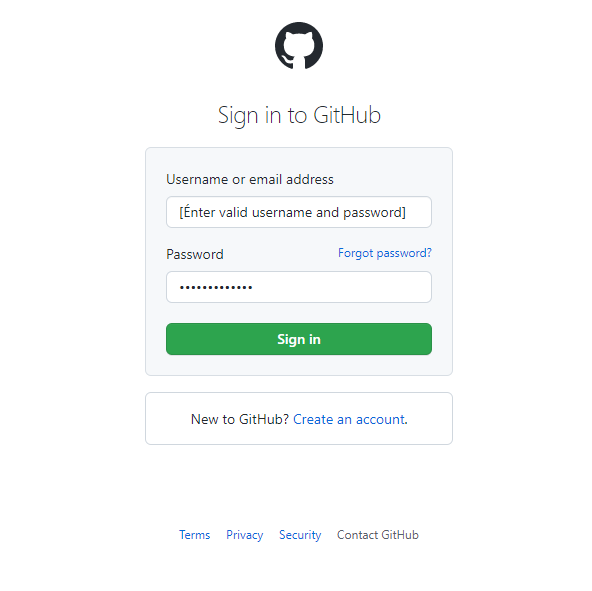 Sign in to GitHub
Username or email address
[Énter valid username and password]
Password Forgot password?
•••••••••••••
Sign in
New to GitHub? Create an account.
Terms Privacy Security Contact GitHub